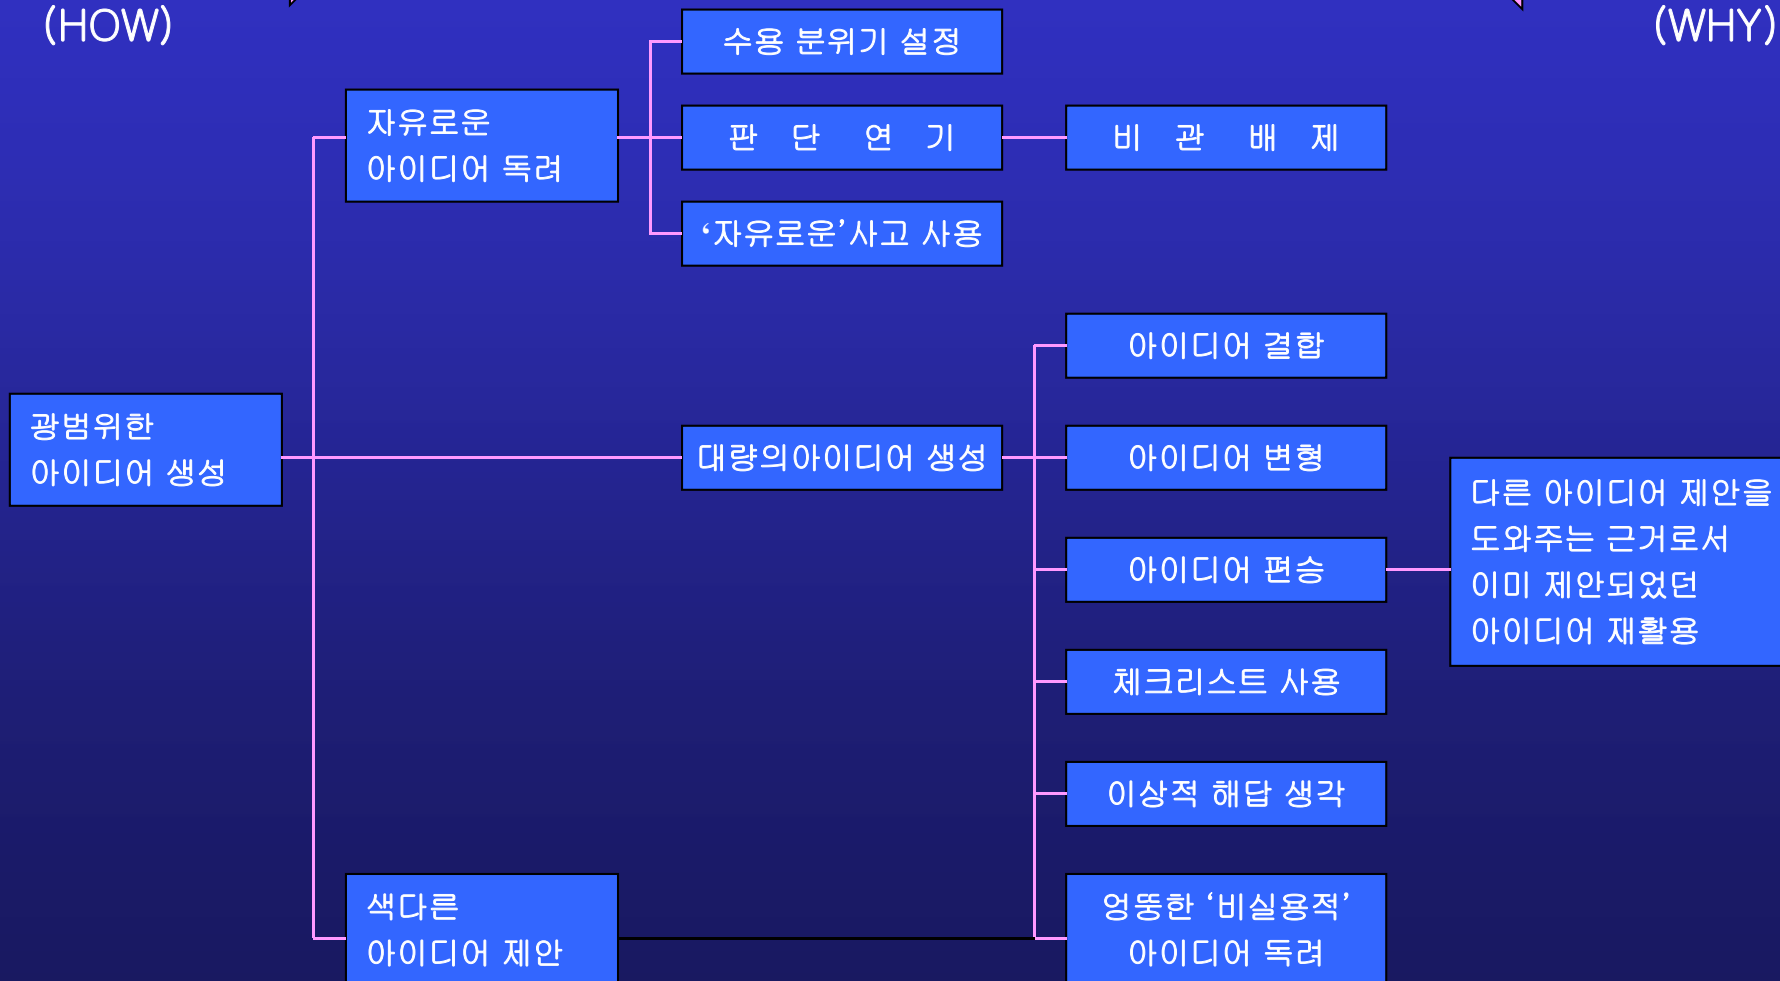 (HOW)
(WHY)
수용 분위기 설정
자유로운
아이디어 독려
판 단 연 기
비 관 배 제
‘자유로운’사고 사용
아이디어 결합
광범위한
아이디어 생성
대량의아이디어 생성
아이디어 변형
다른 아이디어 제안을
도와주는 근거로서
이미 제안되었던
아이디어 재활용
아이디어 편승
체크리스트 사용
이상적 해답 생각
색다른
아이디어 제안
엉뚱한 ‘비실용적’
아이디어 독려